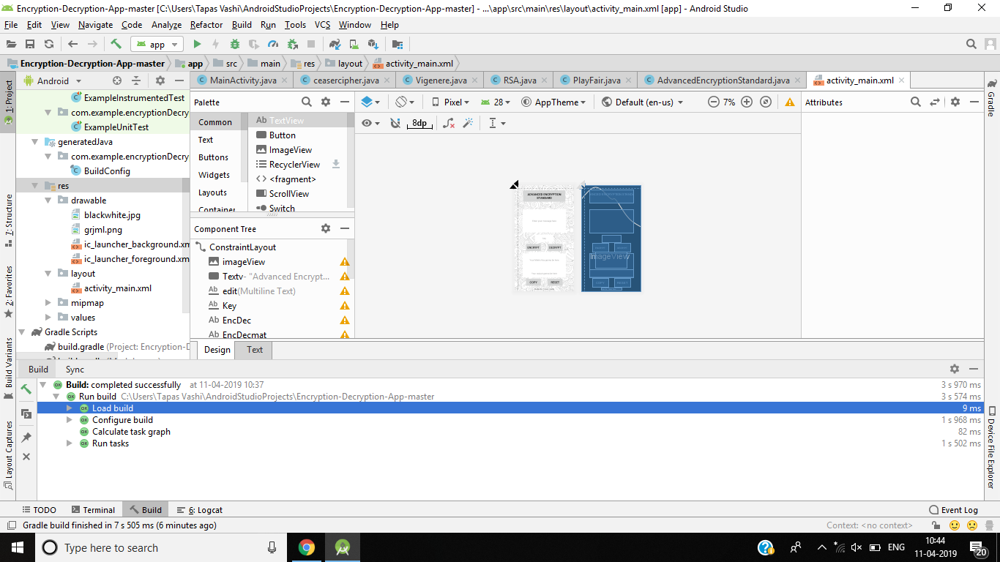 Encryption-Decryption-App-master [C:\Users\Tapas Vashi\AndroidStudioProjects\Encryption-Decryption-App-master] - ...\app\src\main\res\layout\activity_main.xml [app] - Android Studio
File Edit View Navigate Code Analyze Refactor Build Run Tools VCS Window Help
app
Encryption-Decryption-App-master app src main res layout activity_main.xml
Android
MainActivity.java ceasercipher.java Vigenere.java RSA.java PlayFair.java AdvancedEncryptionStandard.java activity_main.xml
1: Project
7: Structure
2: Favorites
Build Variants
Layout Captures
ExampleInstrumentedTest
com.example.encryptionDecry
ExampleUnitTest
generatedJava
com.example.encryptionDecry
BuildConfig
res
drawable
blackwhite.jpg
grjml.png
ic_launcher_background.xm
ic_launcher_foreground.xm
layout
activity_main.xml
mipmap
values
Gradle Scripts
build.gradle (Project: Encryption-D
Palette
Common
Text
Buttons
Widgets
Layouts
Container
Ab TextView
Button
ImageView
RecyclerView
<fragment>
ScrollView
Switch
Component Tree
ConstraintLayout
imageView
Textv- "Advanced Encrypt...
Ab edit(Multiline Text)
Ab Key
Ab EncDec
Ab EncDecmat
Pixel 28 AppTheme Default (en-us) 7%
8dp
ADVANCED ENCRYPTION
STANDARD
ENCRYPT DECRYPT
COPY RESET
ImageView
Attributes
Gradle
Device File Explorer
Design Text
Build Sync
Build: completed successfully at 11-04-2019 10:37 3 s 970 ms
Run build C:\Users\Tapas Vashi\AndroidStudioProjects\Encryption-Decryption-App-master 3 s 574 ms
Load build 9 ms
Configure build 1 s 968 ms
Calculate task graph 82 ms
Run tasks 1 s 502 ms
TODO Terminal Build 6: Logcat Event Log
Gradle build finished in 7 s 505 ms (6 minutes ago) Context: <no context>
Type here to search
ENG
10:44
11-04-2019
20